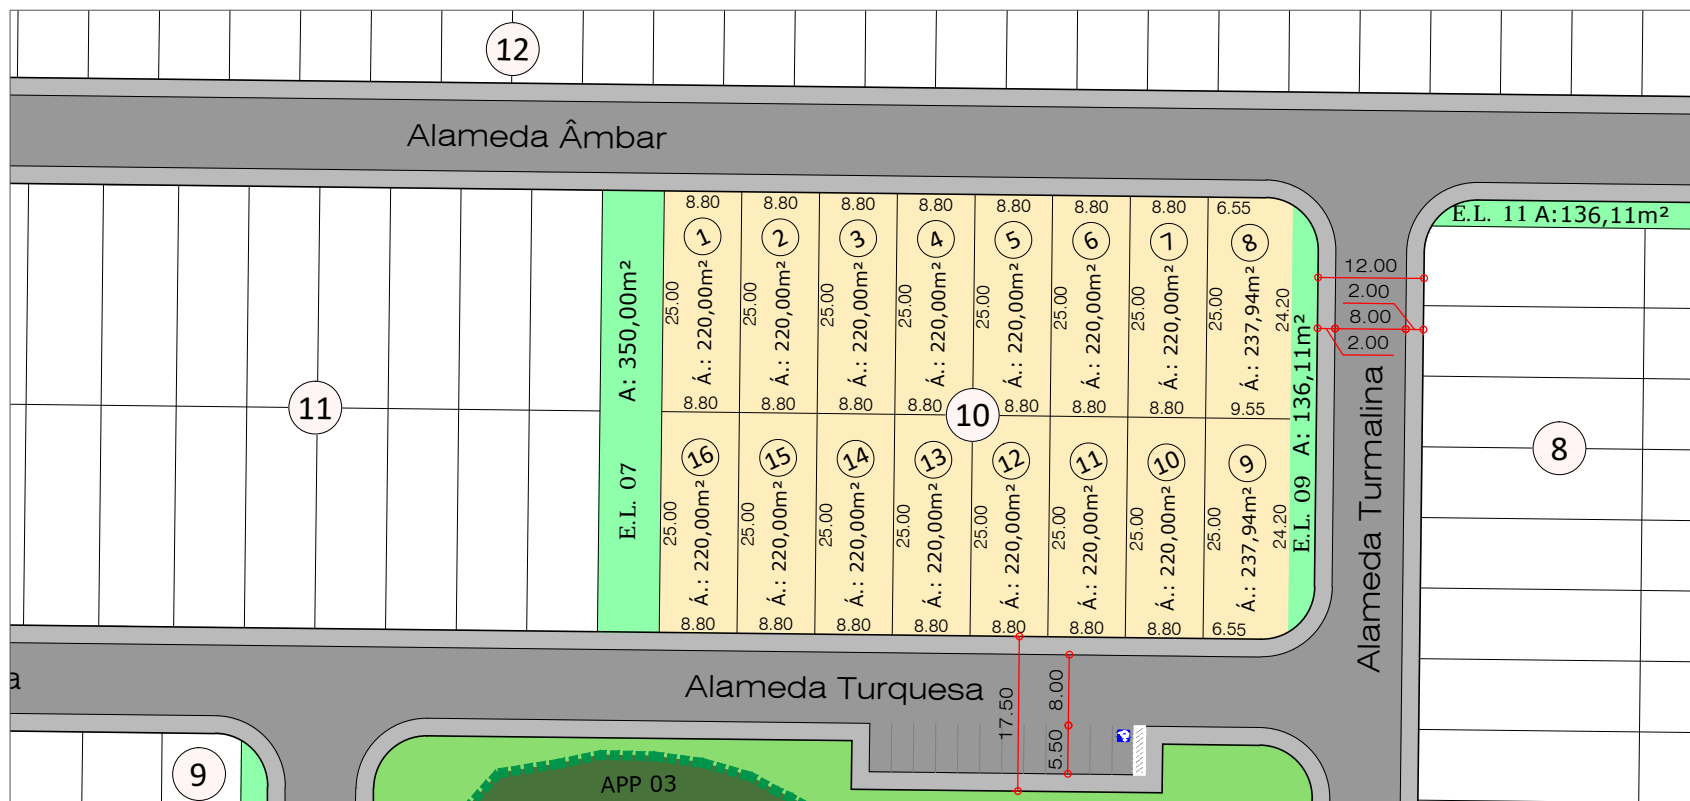 12
Alameda Âmbar
8.80 8.80 8.80 8.80 8.80 8.80 8.80 6.55
1 2 3 4 5 6 7 8
25.00 25.00 25.00 25.00 25.00 25.00 25.00 25.00 24.20
Á.: 220,00m² Á.: 220,00m² Á.: 220,00m² Á.: 220,00m² Á.: 220,00m² Á.: 220,00m² Á.: 220,00m² Á.: 237,94m²
8.80 8.80 8.80 8.80 8.80 8.80 8.80 9.55
E.L. 07 A: 350,00m²
11
10
E.L. 09 A: 136,11m²
E.L. 11 A:136,11m²
12.00
2.00
8.00
2.00
Alameda Turmalina
8
16 15 14 13 12 11 10 9
25.00 25.00 25.00 25.00 25.00 25.00 25.00 25.00 24.20
Á.: 220,00m² Á.: 220,00m² Á.: 220,00m² Á.: 220,00m² Á.: 220,00m² Á.: 220,00m² Á.: 220,00m² Á.: 237,94m²
8.80 8.80 8.80 8.80 8.80 8.80 8.80 6.55
a
Alameda Turquesa
17.50
8.00
5.50
9
APP 03